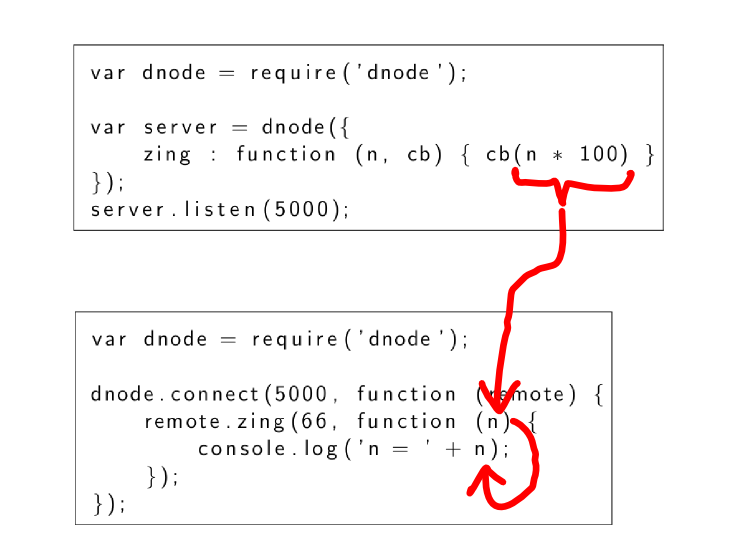 var dnode = require('dnode');
var server = dnode({
zing : function (n, cb) { cb(n * 100) }
});
server.listen(5000);
var dnode = require('dnode');
dnode.connect(5000, function (remote) {
remote.zing(66, function (n) {
console.log('n = ' + n);
});
});